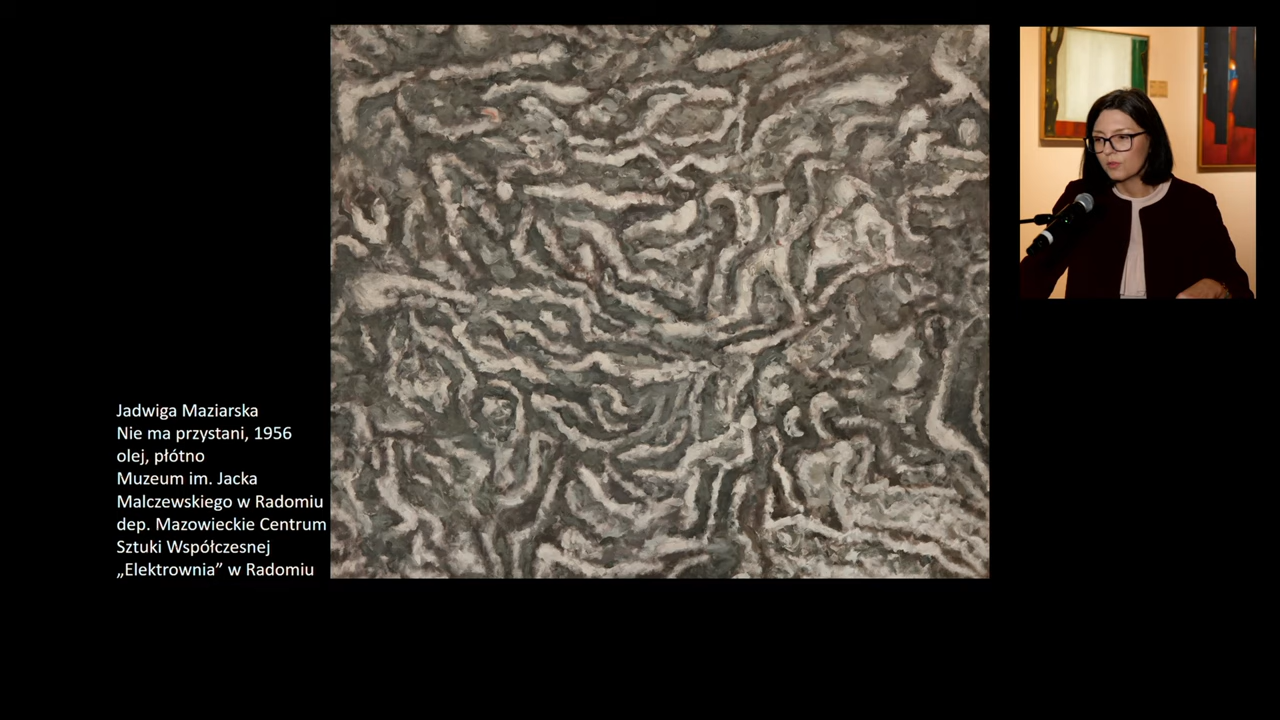 Jadwiga Maziarska
Nie ma przystani, 1956
olej, płótno
Muzeum im. Jacka
Malczewskiego w Radomiu
dep. Mazowieckie Centrum
Sztuki Współczesnej
„Elektrownia” w Radomiu